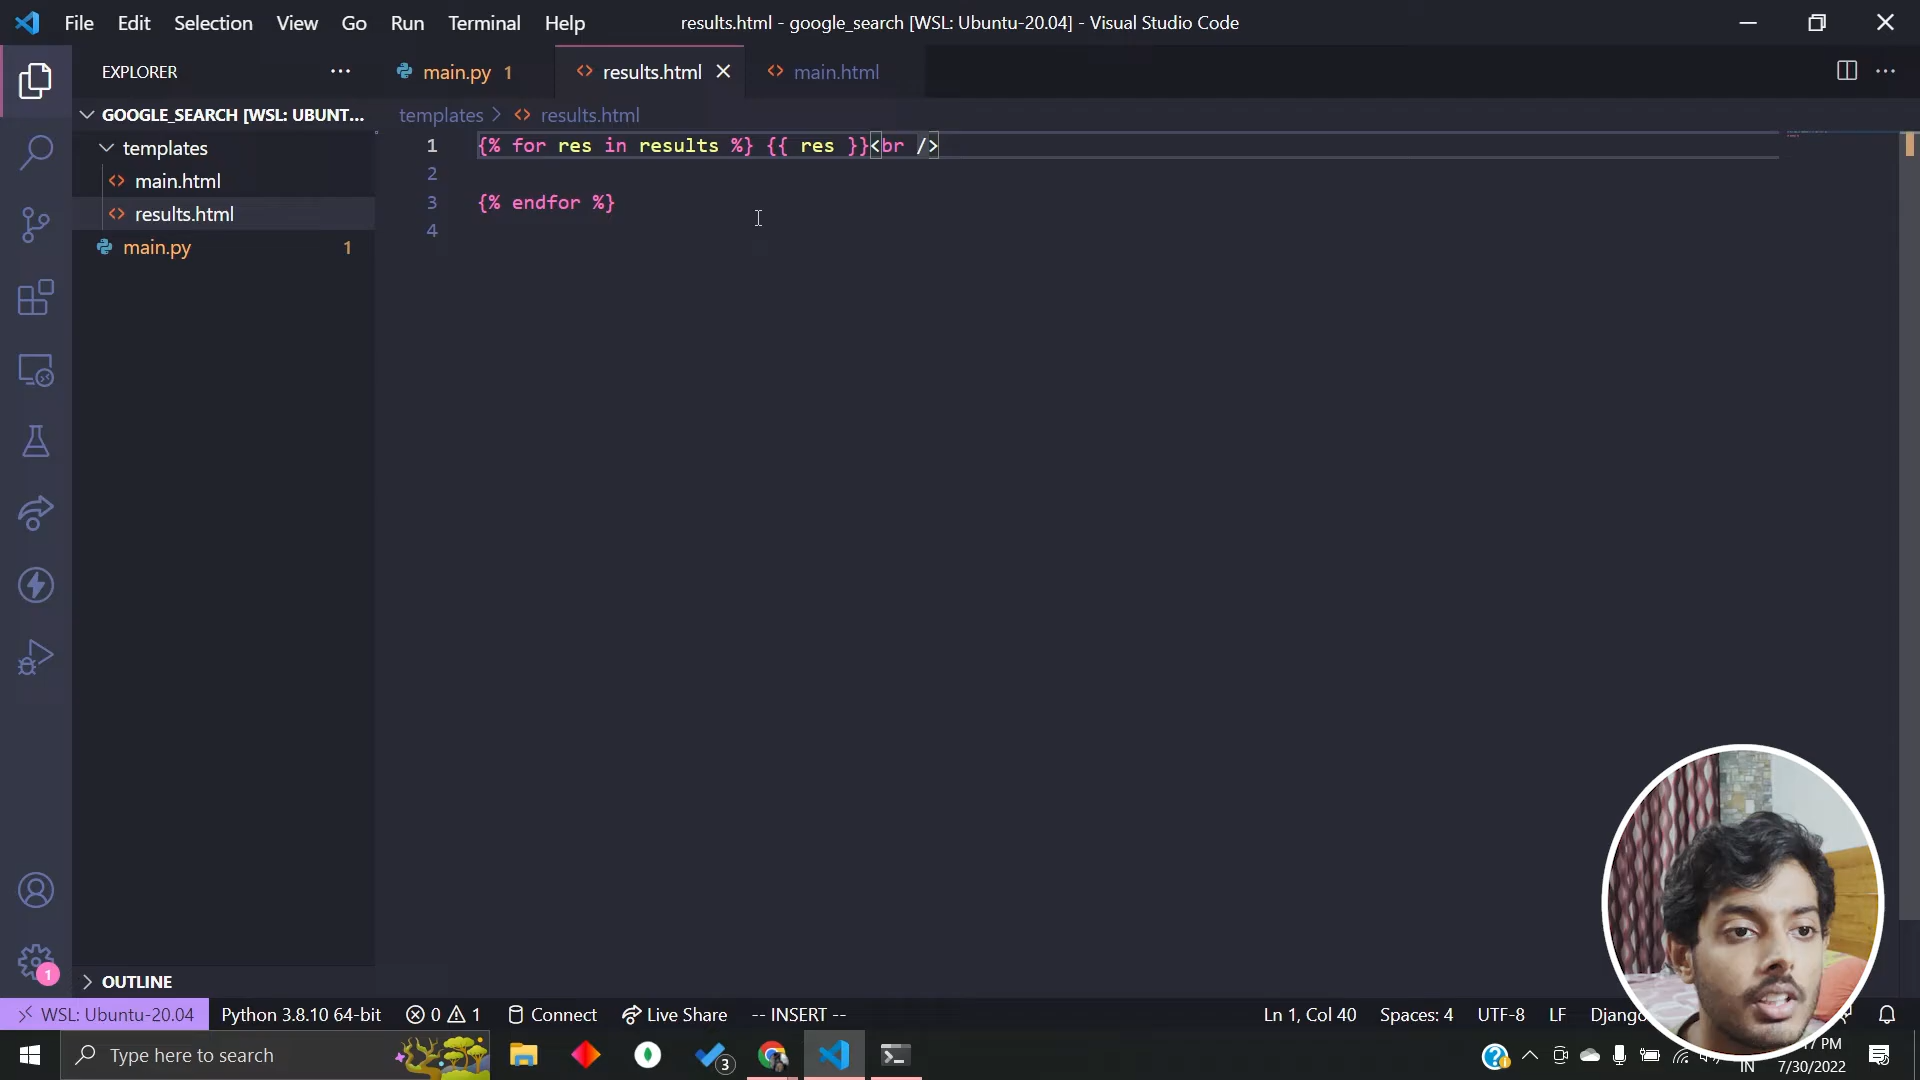 File Edit Selection View Go Run Terminal Help results.html - google_search [WSL: Ubuntu-20.04] - Visual Studio Code
EXPLORER
main.py 1
results.html
main.html
GOOGLE_SEARCH [WSL: UBUNT...
templates > results.html
templates
main.html
results.html
main.py 1
1 {% for res in results %} {{ res }}<br />
2
3 {% endfor %}
4
1
OUTLINE
WSL: Ubuntu-20.04 Python 3.8.10 64-bit 0 1 Connect Live Share -- INSERT -- Ln 1, Col 40 Spaces: 4 UTF-8 LF Django
Type here to search
3
PM
IN
7/30/2022